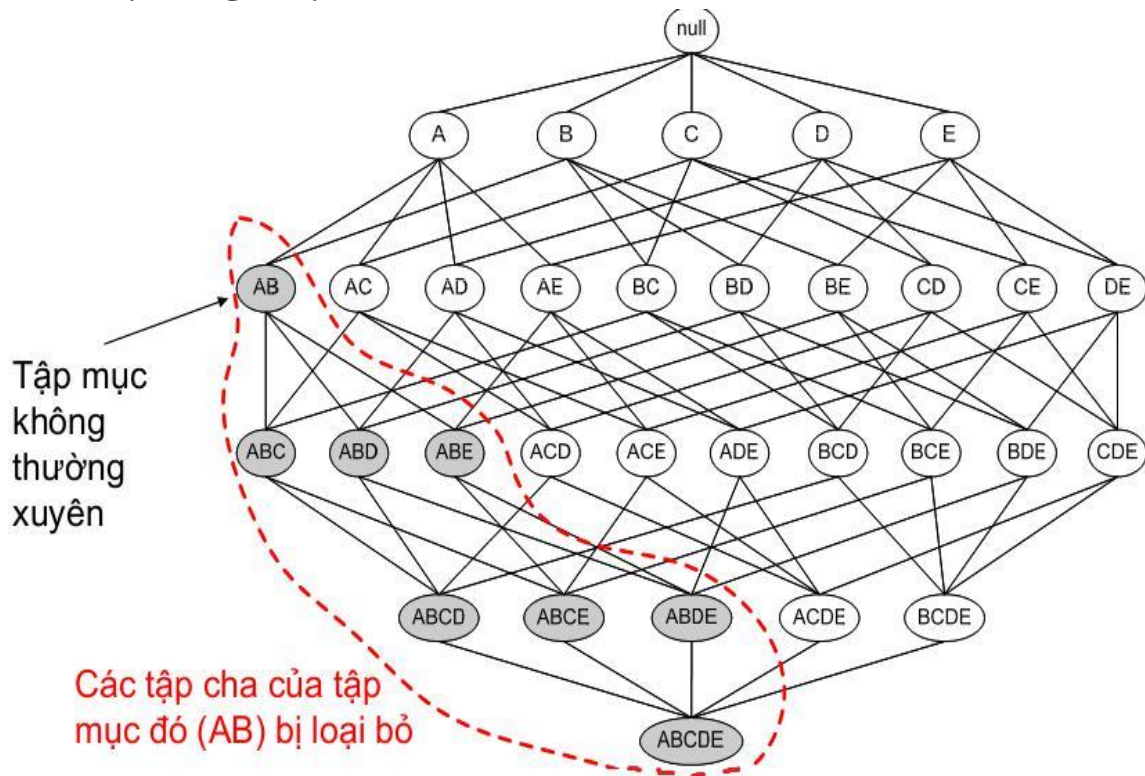 null
A B C D E
AB AC AD AE BC BD BE CD CE DE
Tập mục
không
thường
xuyên
ABC ABD ABE ACD ACE ADE BCD BCE BDE CDE
ABCD ABCE ABDE ACDE BCDE
Các tập cha của tập
mục đó (AB) bị loại bỏ
ABCDE